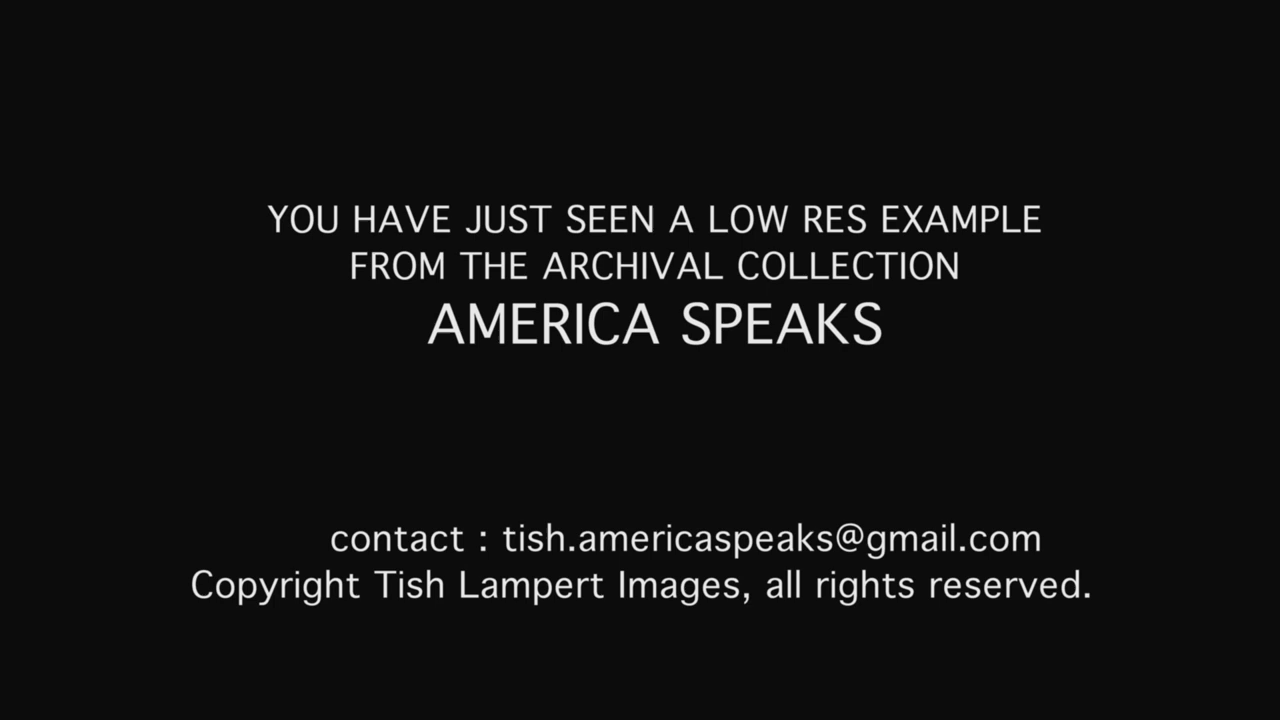 YOU HAVE JUST SEEN A LOW RES EXAMPLE
FROM THE ARCHIVAL COLLECTION
AMERICA SPEAKS
contact : tish.americaspeaks@gmail.com
Copyright Tish Lampert Images, all rights reserved.